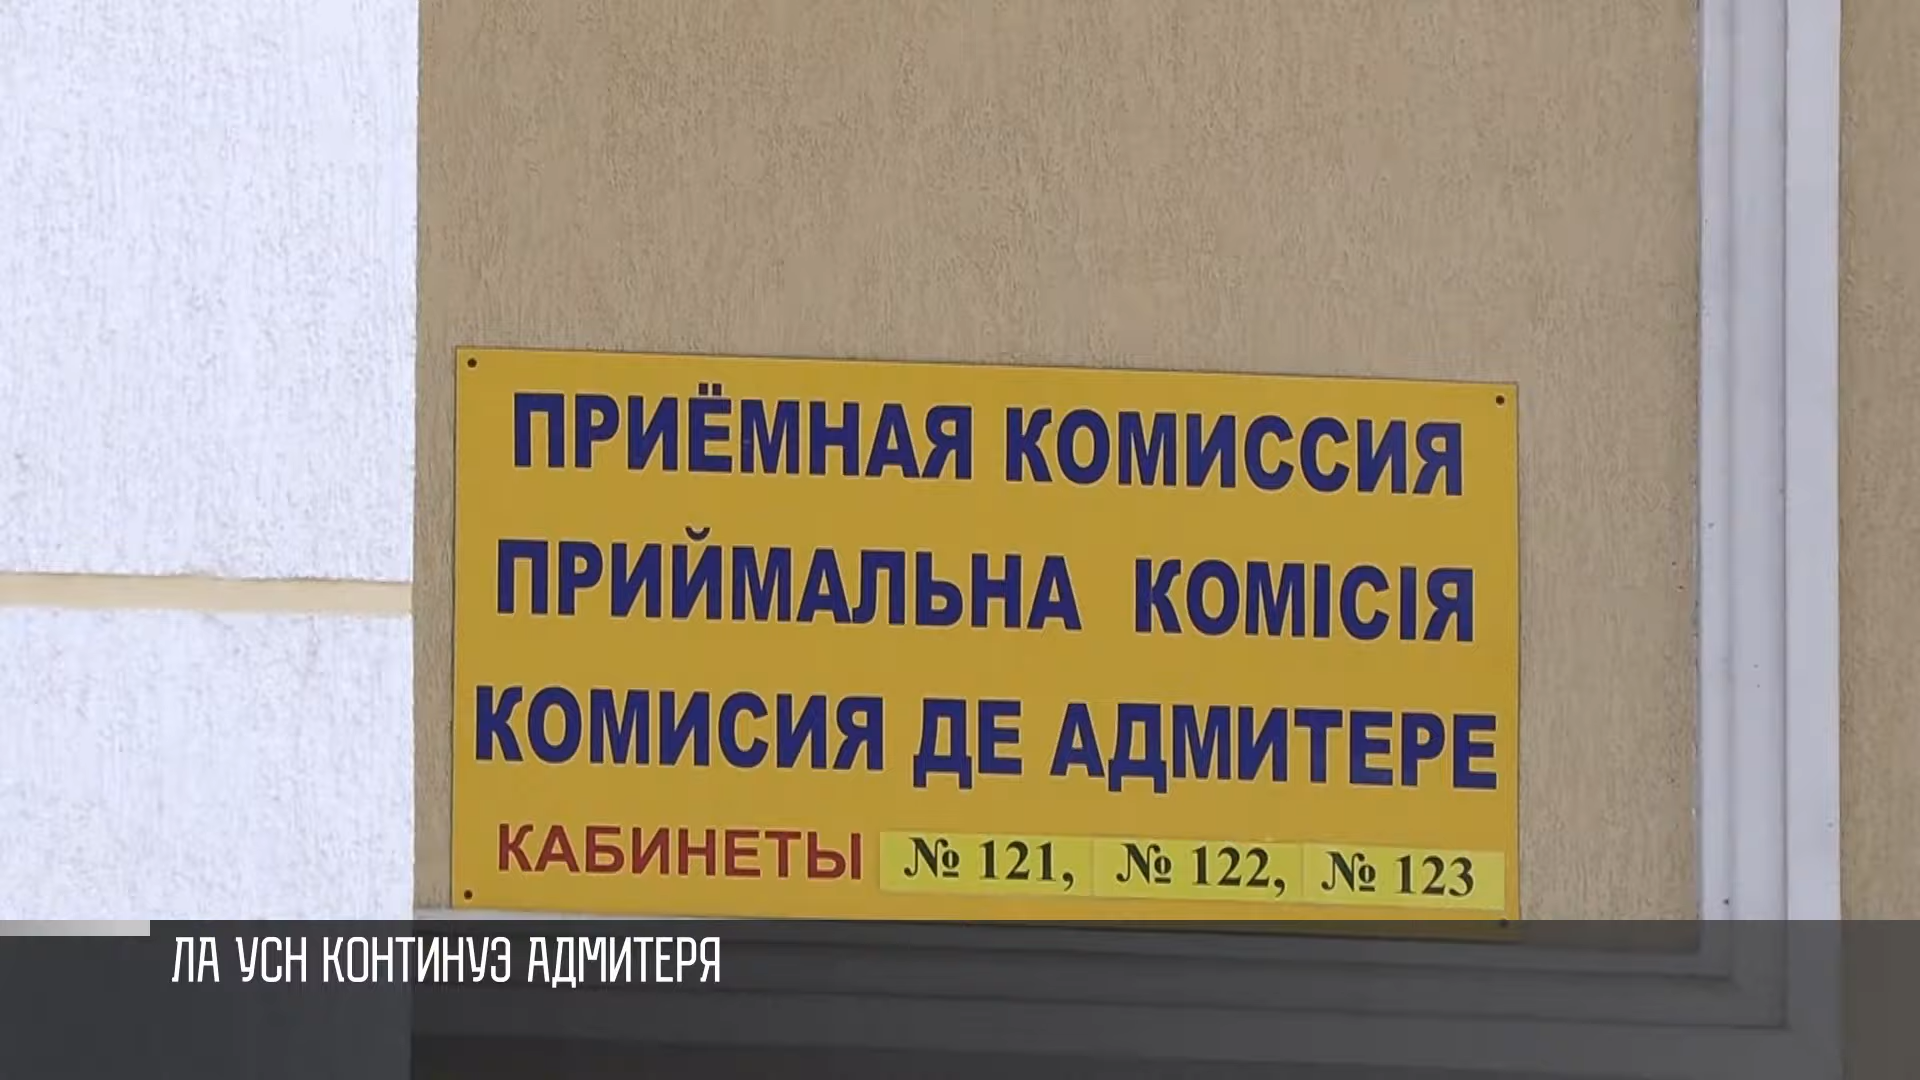 ПРИЁМНАЯ КОМИССИЯ
ПРИЙМАЛЬНА КОМІСІЯ
КОМИСИЯ ДЕ АДМИТЕРЕ
КАБИНЕТЫ № 121, № 122, № 123
ЛА УСН КОНТИНУЭ АДМИТЕРЯ